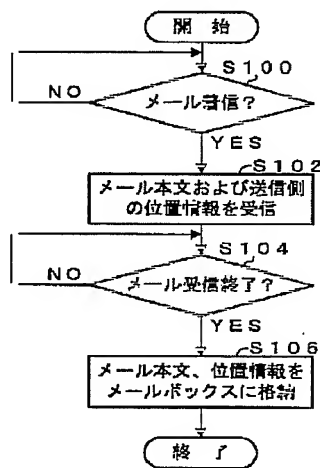 開 始
S100
メール着信?
NO
YES
S102
メール本文および送信側
の位置情報を受信
S104
メール受信終了?
NO
YES
S106
メール本文、位置情報を
メールボックスに格納
終 了